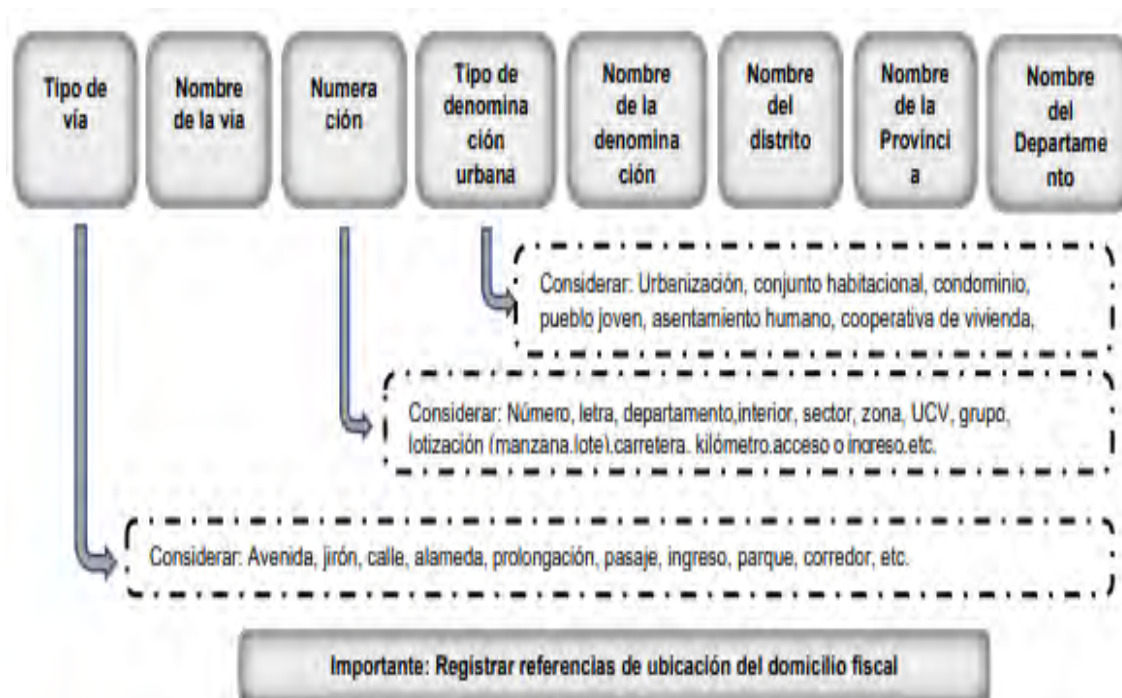 Tipo de
vía
Nombre
de la via
Numera
ción
Tipo de
denomina
ción
urbana
Nombre
de la
denomina
ción
Nombre
del
distrito
Nombre
de la
Provinci
a
Nombre
del
Departame
nto
Considerar: Urbanización, conjunto habitacional, condominio,
pueblo joven, asentamiento humano, cooperativa de vivienda,
Considerar: Número, letra, departamento,interior, sector, zona, UCV, grupo,
lotización (manzana,lote),carretera, kilómetro,acceso o ingreso,etc.
Considerar: Avenida, jirón, calle, alameda, prolongación, pasaje, ingreso, parque, corredor, etc.
Importante: Registrar referencias de ubicación del domicilio fiscal